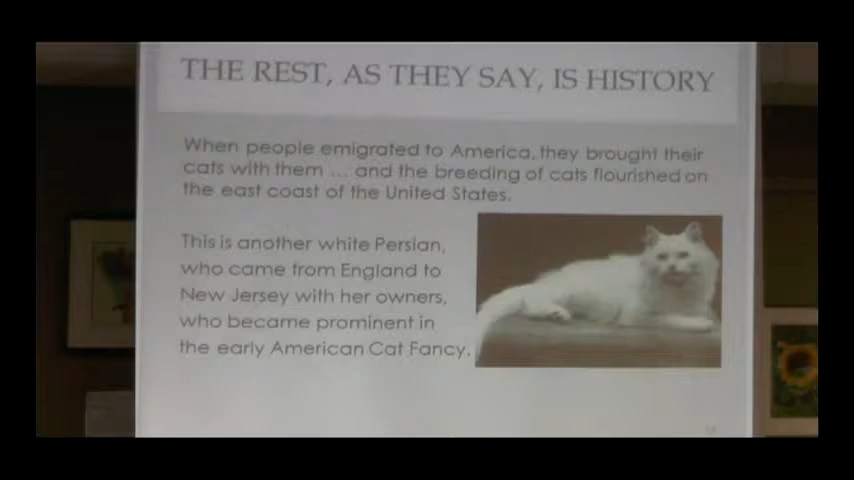 THE REST, AS THEY SAY, IS HISTORY
When people emigrated to America, they brought their
cats with them ... and the breeding of cats flourished on
the east coast of the United States.
This is another white Persian,
who came from England to
New Jersey with her owners,
who became prominent in
the early American Cat Fancy.